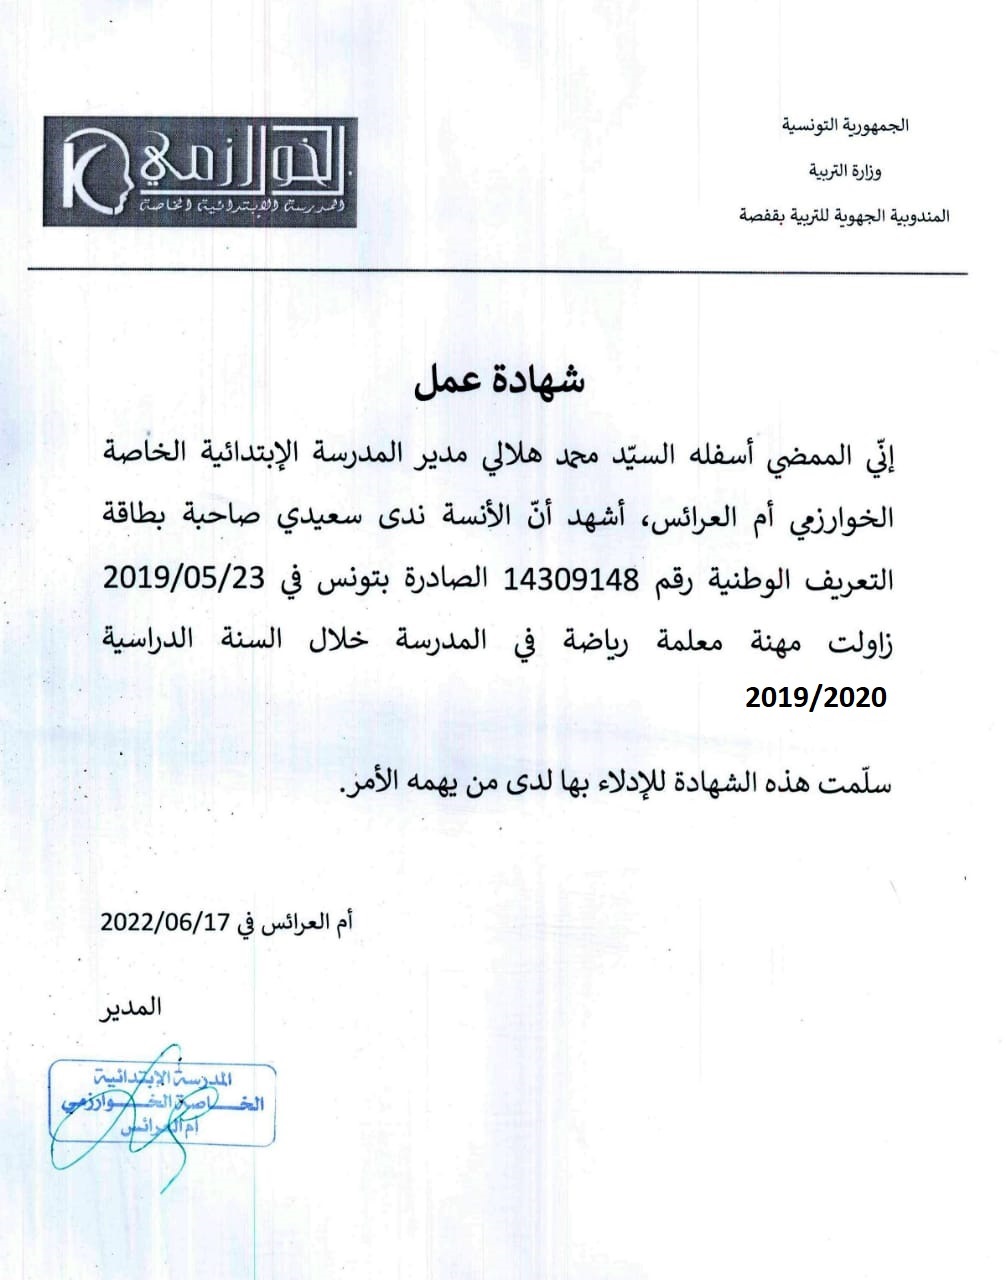 الجمهورية التونسية
وزارة التربية
المندوبية الجهوية للتربية بقفصة
الخوارزمي
المدرسة الابتدائية الخاصة
شهادة عمل
إنّي الممضي أسفله السيّد محمد هلالي مدير المدرسة الإبتدائية الخاصة
الخوارزمي أم العرائس، أشهد أنّ الأنسة ندى سعيدي صاحبة بطاقة
التعريف الوطنية رقم 14309148 الصادرة بتونس في 2019/05/23
زاولت مهنة معلمة رياضة في المدرسة خلال السنة الدراسية
2019/2020
سلّمت هذه الشهادة للإدلاء بها لدى من يهمه الأمر.
أم العرائس في 2022/06/17
المدير
المدرسة الإبتدائية
الخـاصة الخـوارزمي
أم العرائس